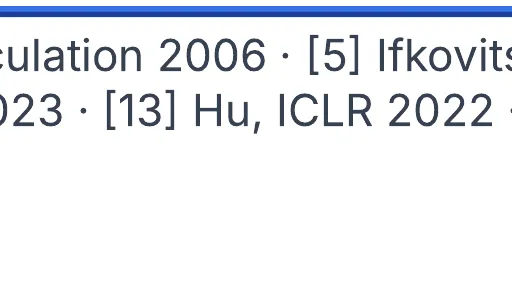 culation 2006 · [5] Ifkovits
023 · [13] Hu, ICLR 2022 ·